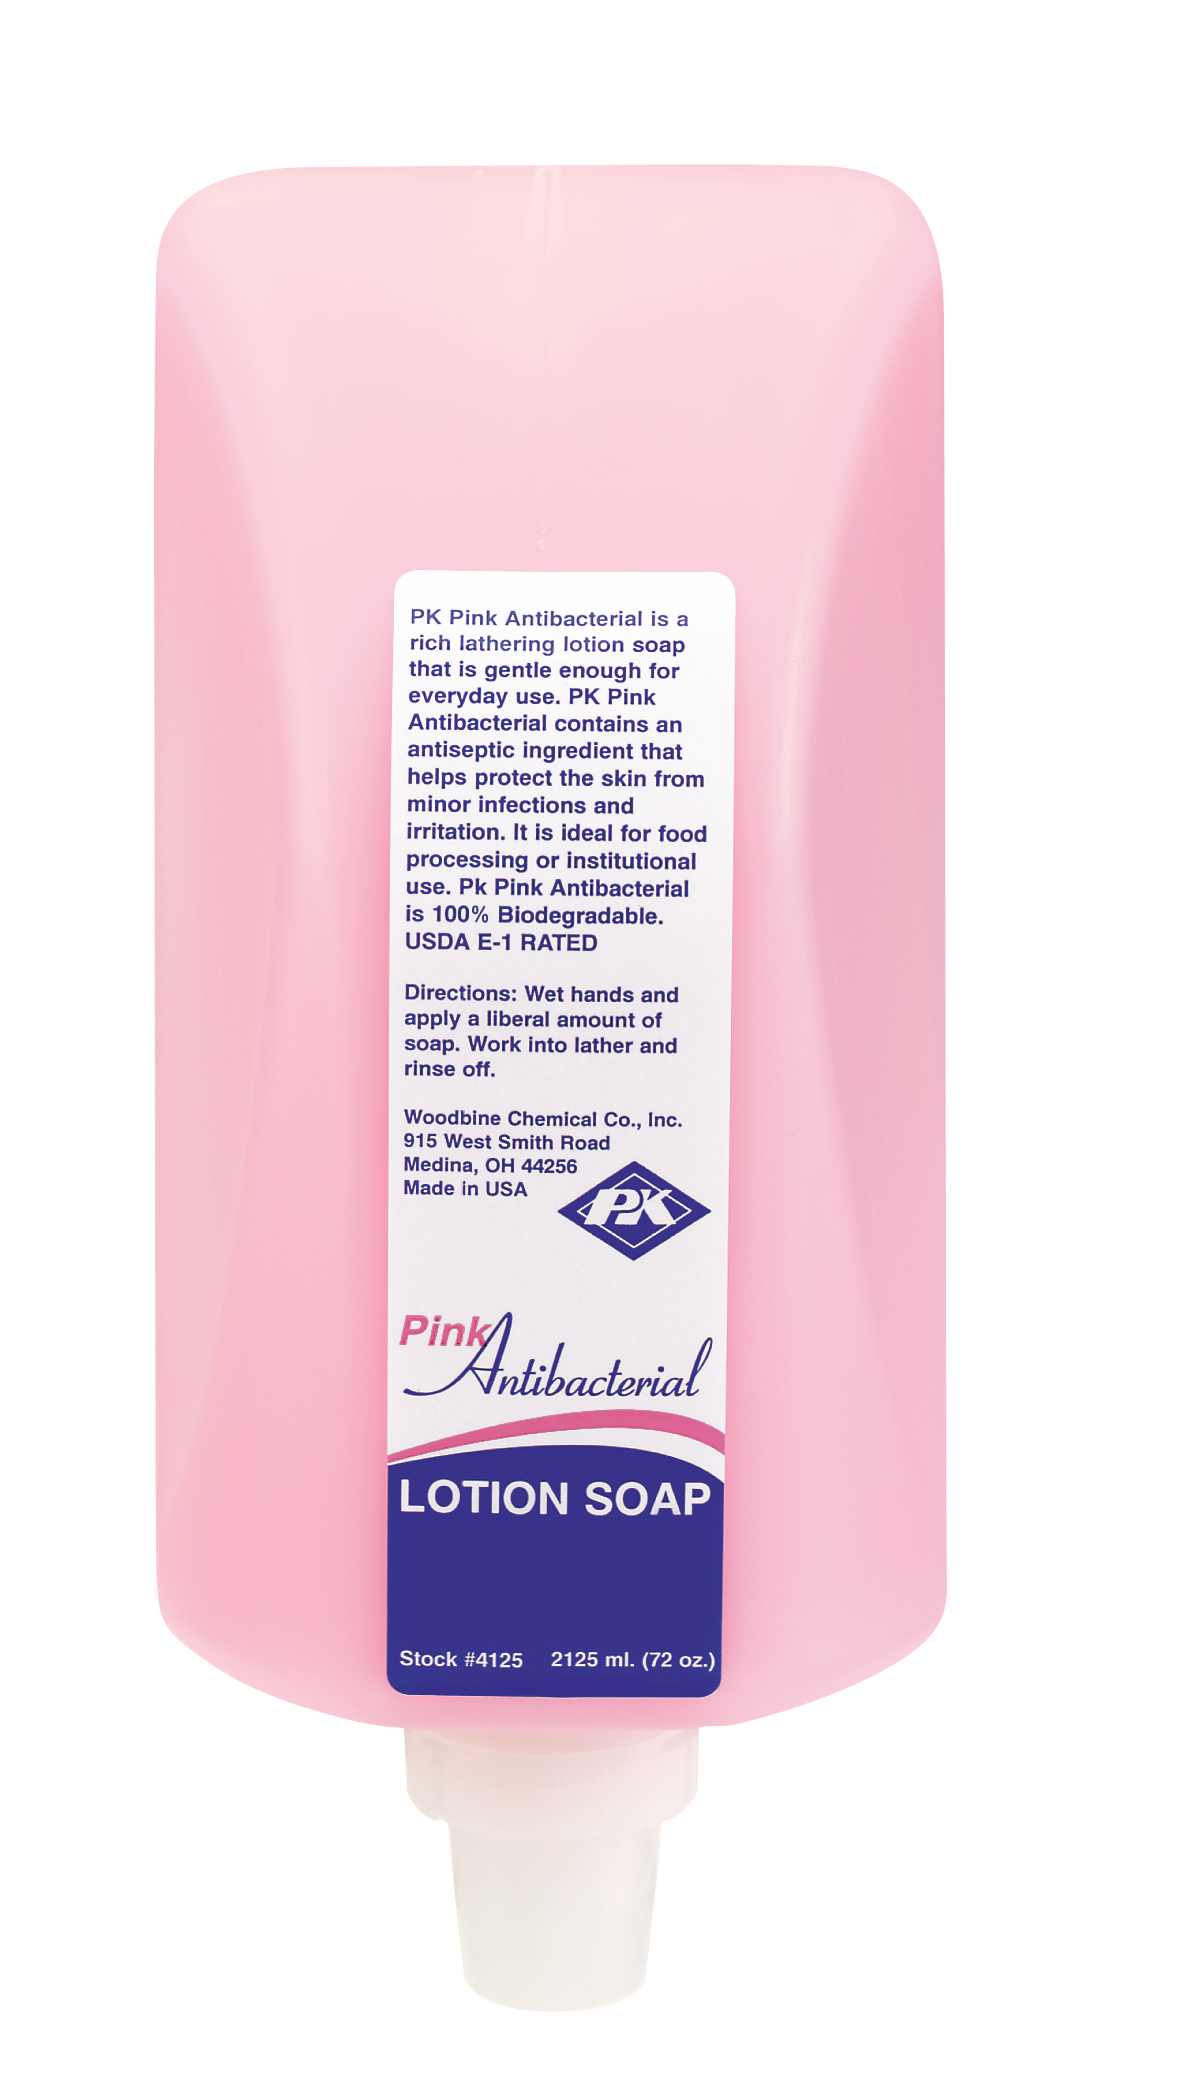 PK Pink Antibacterial is a
rich lathering lotion soap
that is gentle enough for
everyday use. PK Pink
Antibacterial contains an
antiseptic ingredient that
helps protect the skin from
minor infections and
irritation. It is ideal for food
processing or institutional
use. Pk Pink Antibacterial
is 100% Biodegradable.
USDA E-1 RATED
Directions: Wet hands and
apply a liberal amount of
soap. Work into lather and
rinse off.
Woodbine Chemical Co., Inc.
915 West Smith Road
Medina, OH 44256
Made in USA
PK
Pink
Antibacterial
LOTION SOAP
Stock #4125 2125 ml. (72 oz.)